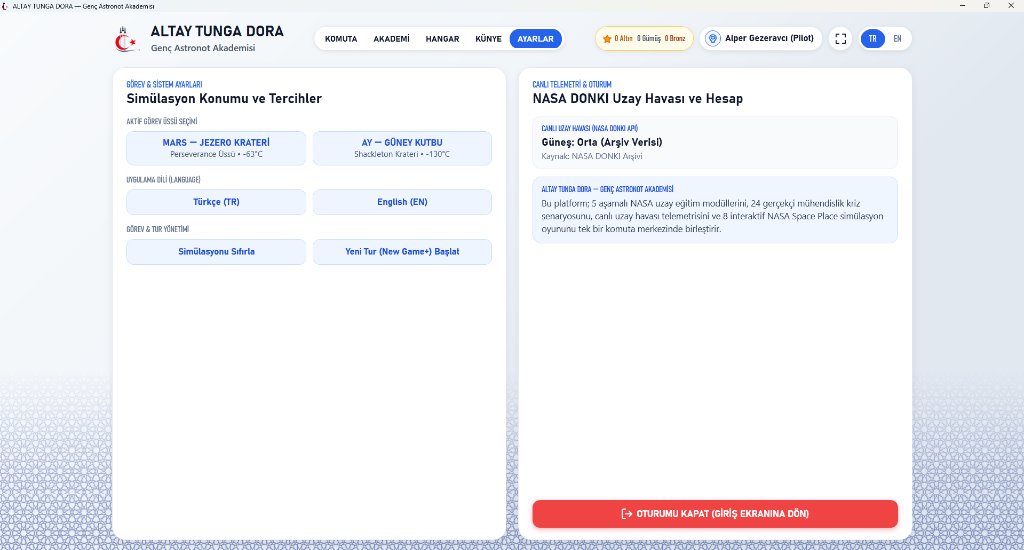 ALTAY TUNGA DORA — Genç Astronot Akademisi
ALTAY TUNGA DORA
Genç Astronot Akademisi
KOMUTA AKADEMİ HANGAR KÜNYE AYARLAR
0 Altın 0 Gümüş 0 Bronz
Alper Gezeravcı (Pilot)
TR EN
GÖREV & SİSTEM AYARLARI
Simülasyon Konumu ve Tercihler
AKTİF GÖREV ÜSSÜ SEÇİMİ
MARS — JEZERO KRATERİ
Perseverance Üssü • -63°C
AY — GÜNEY KUTBU
Shackleton Krateri • -130°C
UYGULAMA DİLİ (LANGUAGE)
Türkçe (TR)
English (EN)
GÖREV & TUR YÖNETİMİ
Simülasyonu Sıfırla
Yeni Tur (New Game+) Başlat
CANLI TELEMETRİ & OTURUM
NASA DONKI Uzay Havası ve Hesap
CANLI UZAY HAVASI (NASA DONKI API)
Güneş: Orta (Arşiv Verisi)
Kaynak: NASA DONKI Arşivi
ALTAY TUNGA DORA — GENÇ ASTRONOT AKADEMİSİ
Bu platform; 5 aşamalı NASA uzay eğitim modüllerini, 24 gerçekçi mühendislik kriz
senaryosunu, canlı uzay havası telemetrisini ve 8 interaktif NASA Space Place simülasyon
oyununu tek bir komuta merkezinde birleştirir.
OTURUMU KAPAT (GİRİŞ EKRANINA DÖN)